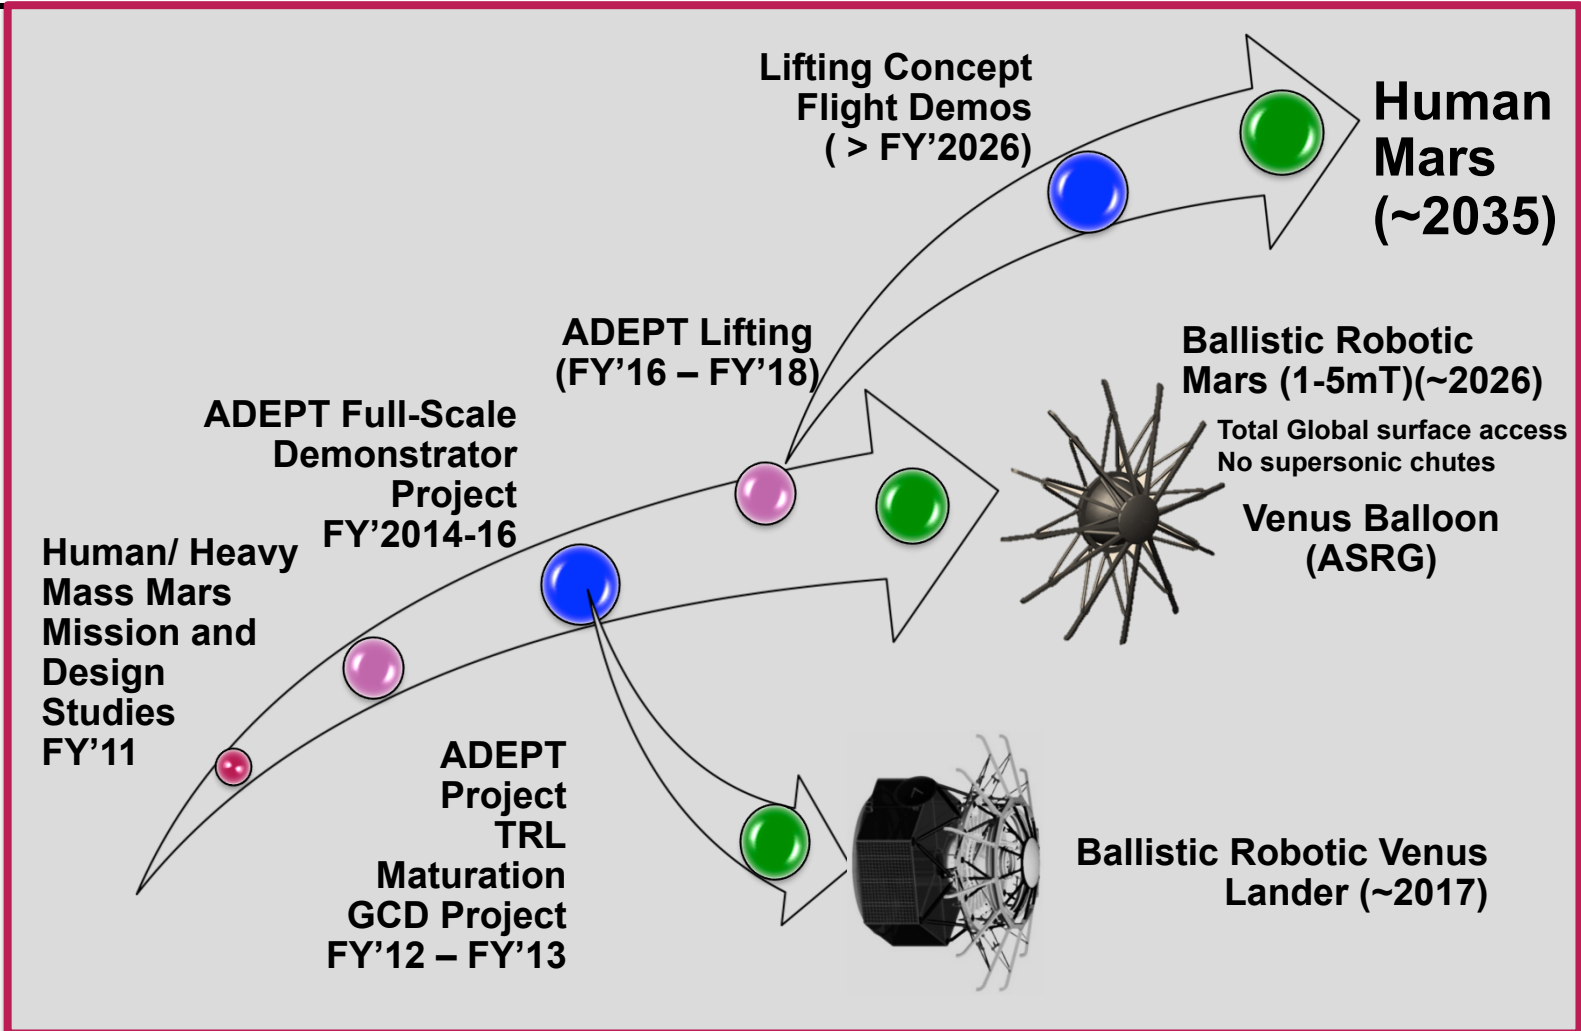 Lifting Concept
Flight Demos
( > FY’2026)
Human
Mars
(~2035)
ADEPT Lifting
(FY’16 – FY’18)
Ballistic Robotic
Mars (1-5mT)(~2026)
Total Global surface access
No supersonic chutes
Venus Balloon
(ASRG)
ADEPT Full-Scale
Demonstrator
Project
FY’2014-16
Human/ Heavy
Mass Mars
Mission and
Design
Studies
FY’11
ADEPT
Project
TRL
Maturation
GCD Project
FY’12 – FY’13
Ballistic Robotic Venus
Lander (~2017)